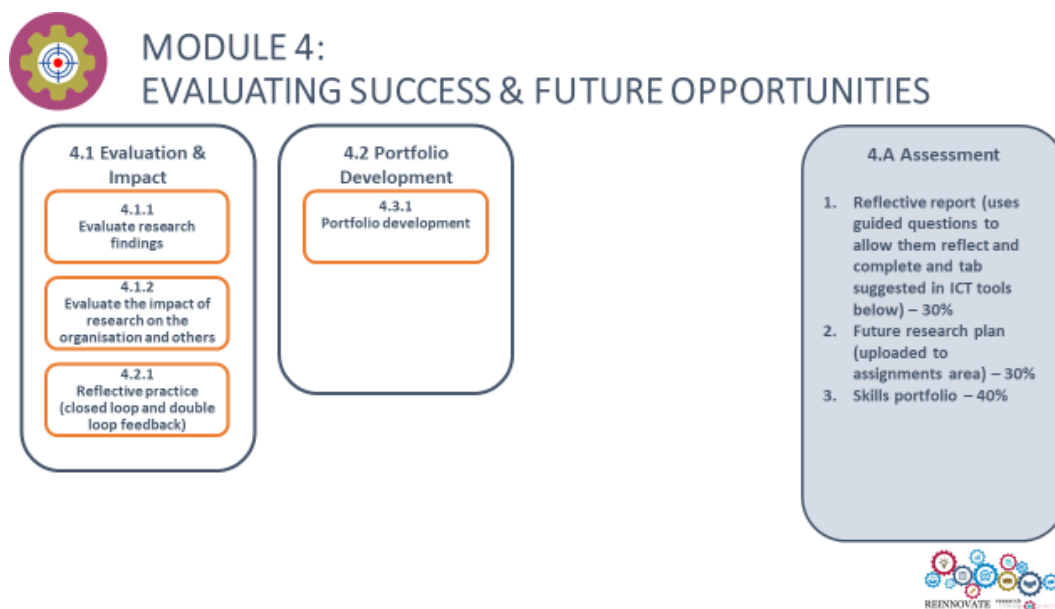 MODULE 4:
EVALUATING SUCCESS & FUTURE OPPORTUNITIES
4.1 Evaluation &
Impact
4.1.1
Evaluate research
findings
4.1.2
Evaluate the impact of
research on the
organisation and others
4.2.1
Reflective practice
(closed loop and double
loop feedback)
4.2 Portfolio
Development
4.3.1
Portfolio development
4.A Assessment
1. Reflective report (uses
guided questions to
allow them reflect and
complete and tab
suggested in ICT tools
below) – 30%
2. Future research plan
(uploaded to
assignments area) – 30%
3. Skills portfolio – 40%
REINNOVATE research